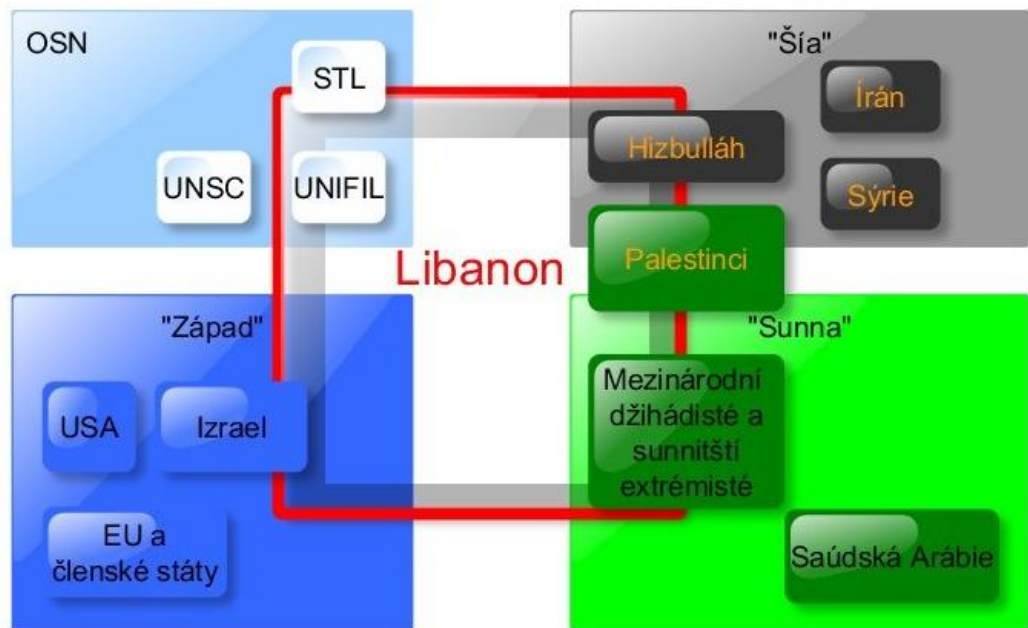 OSN
STL
UNSC
UNIFIL
"Šía"
Írán
Hizbulláh
Sýrie
Palestinci
Libanon
"Západ"
USA
Izrael
EU a
členské státy
"Sunna"
Mezinárodní
džihádisté a
sunnitští
extrémisté
Saúdská Arábie